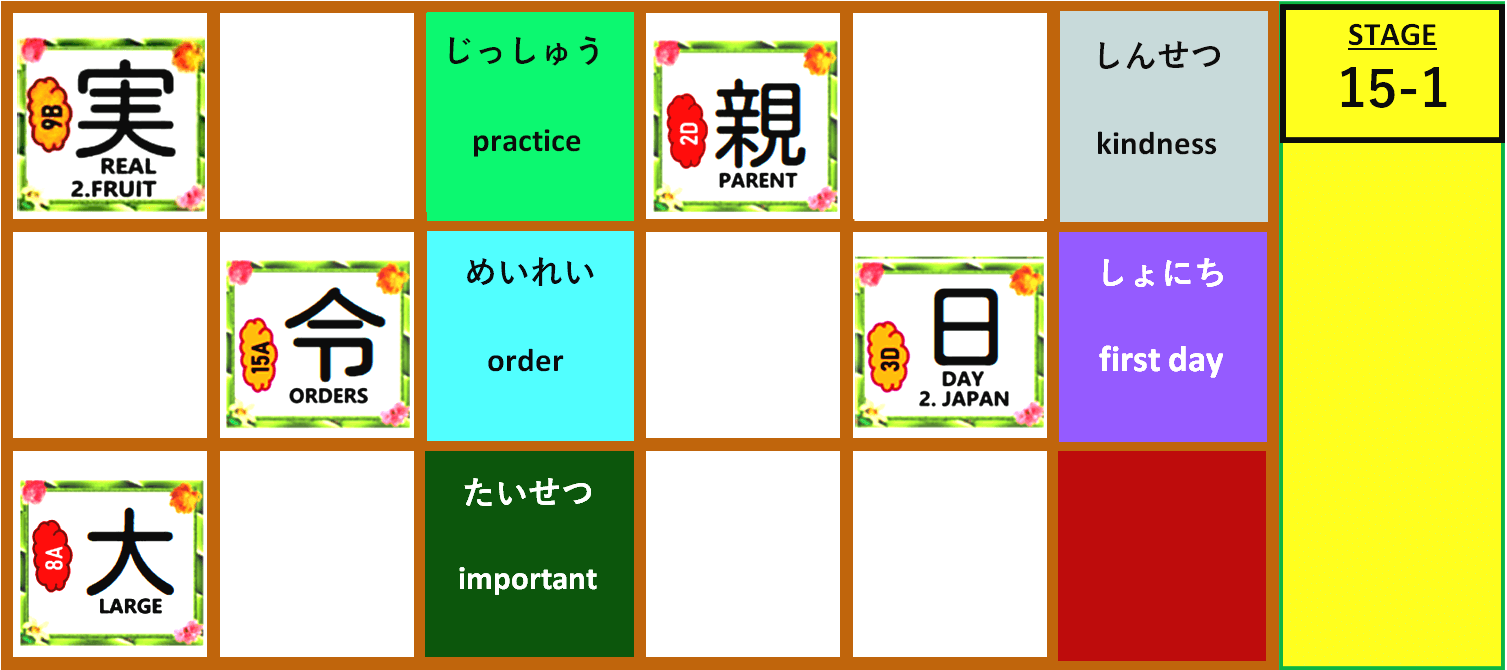 実
9B
REAL
2.FRUIT
じっしゅう
practice
親
2D
PARENT
しんせつ
kindness
STAGE
15-1
令
15A
ORDERS
めいれい
order
日
3D
DAY
2. JAPAN
しょにち
first day
大
8A
LARGE
たいせつ
important